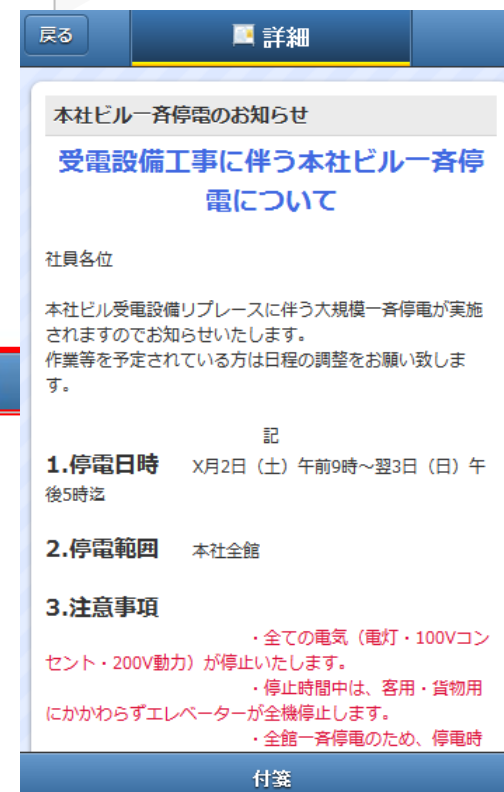 戻る
詳細
本社ビル一斉停電のお知らせ
受電設備工事に伴う本社ビル一斉停
電について
社員各位
本社ビル受電設備リプレースに伴う大規模一斉停電が実施
されますのでお知らせいたします。
作業等を予定されている方は日程の調整をお願い致しま
す。
記
1.停電日時 X月2日（土）午前9時～翌3日（日）午
後5時迄
2.停電範囲 本社全館
3.注意事項
・全ての電気（電灯・100Vコン
セント・200V動力）が停止いたします。
・停止時間中は、客用・貨物用
にかかわらずエレベーターが全機停止します。
・全館一斉停電のため、停電時
付箋